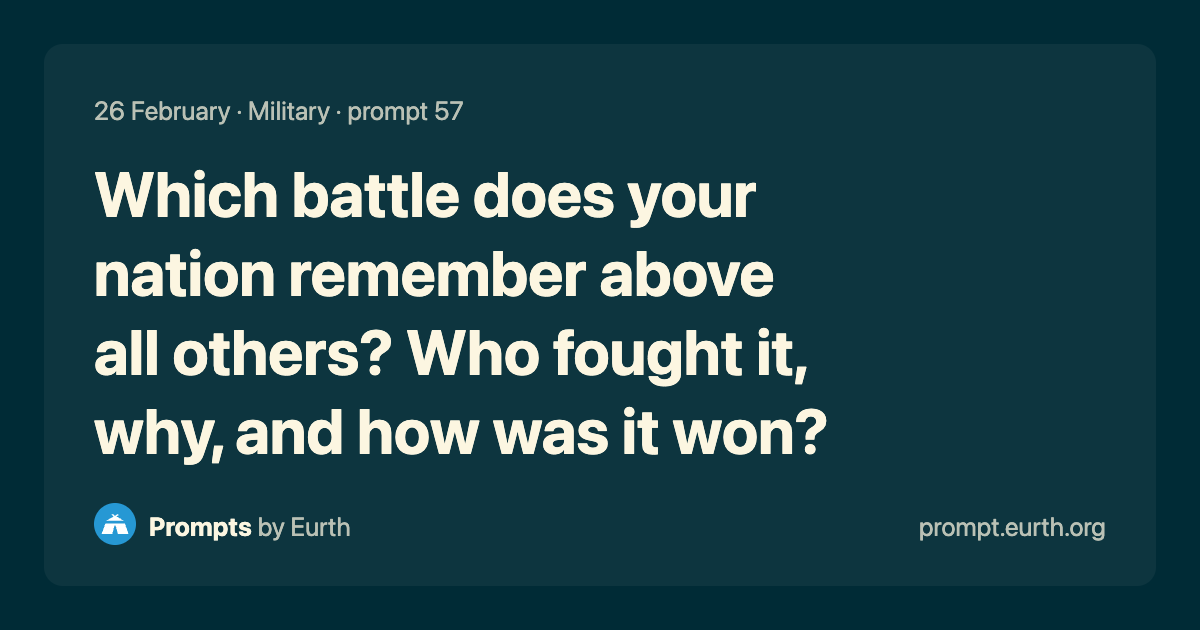 26 February · Military · prompt 57
Which battle does your
nation remember above
all others? Who fought it,
why, and how was it won?
Prompts by Eurth
prompt.eurth.org